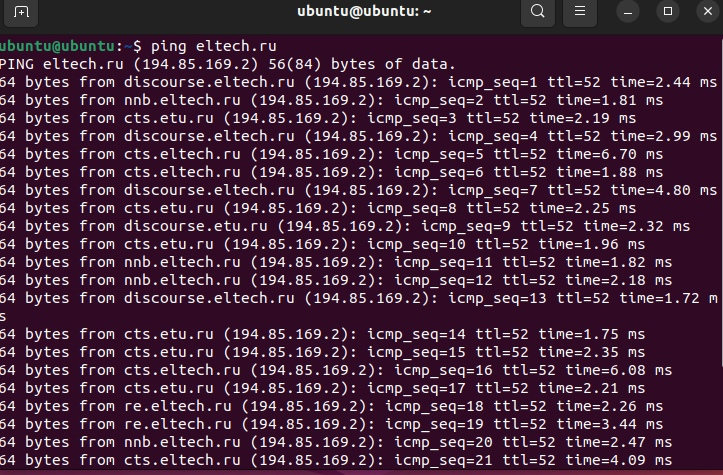 ubuntu@ubuntu: ~
ubuntu@ubuntu:~$ ping eltech.ru
PING eltech.ru (194.85.169.2) 56(84) bytes of data.
64 bytes from discourse.eltech.ru (194.85.169.2): icmp_seq=1 ttl=52 time=2.44 ms
64 bytes from nnb.eltech.ru (194.85.169.2): icmp_seq=2 ttl=52 time=1.81 ms
64 bytes from cts.etu.ru (194.85.169.2): icmp_seq=3 ttl=52 time=2.19 ms
64 bytes from discourse.eltech.ru (194.85.169.2): icmp_seq=4 ttl=52 time=2.99 ms
64 bytes from cts.eltech.ru (194.85.169.2): icmp_seq=5 ttl=52 time=6.70 ms
64 bytes from cts.eltech.ru (194.85.169.2): icmp_seq=6 ttl=52 time=1.88 ms
64 bytes from discourse.eltech.ru (194.85.169.2): icmp_seq=7 ttl=52 time=4.80 ms
64 bytes from cts.etu.ru (194.85.169.2): icmp_seq=8 ttl=52 time=2.25 ms
64 bytes from discourse.etu.ru (194.85.169.2): icmp_seq=9 ttl=52 time=2.32 ms
64 bytes from cts.etu.ru (194.85.169.2): icmp_seq=10 ttl=52 time=1.96 ms
64 bytes from nnb.eltech.ru (194.85.169.2): icmp_seq=11 ttl=52 time=1.82 ms
64 bytes from nnb.eltech.ru (194.85.169.2): icmp_seq=12 ttl=52 time=2.18 ms
64 bytes from discourse.eltech.ru (194.85.169.2): icmp_seq=13 ttl=52 time=1.72 m
s
64 bytes from cts.etu.ru (194.85.169.2): icmp_seq=14 ttl=52 time=1.75 ms
64 bytes from cts.etu.ru (194.85.169.2): icmp_seq=15 ttl=52 time=2.35 ms
64 bytes from cts.eltech.ru (194.85.169.2): icmp_seq=16 ttl=52 time=6.08 ms
64 bytes from cts.etu.ru (194.85.169.2): icmp_seq=17 ttl=52 time=2.21 ms
64 bytes from re.eltech.ru (194.85.169.2): icmp_seq=18 ttl=52 time=2.26 ms
64 bytes from re.eltech.ru (194.85.169.2): icmp_seq=19 ttl=52 time=3.44 ms
64 bytes from nnb.eltech.ru (194.85.169.2): icmp_seq=20 ttl=52 time=2.47 ms
64 bytes from cts.eltech.ru (194.85.169.2): icmp_seq=21 ttl=52 time=4.09 ms